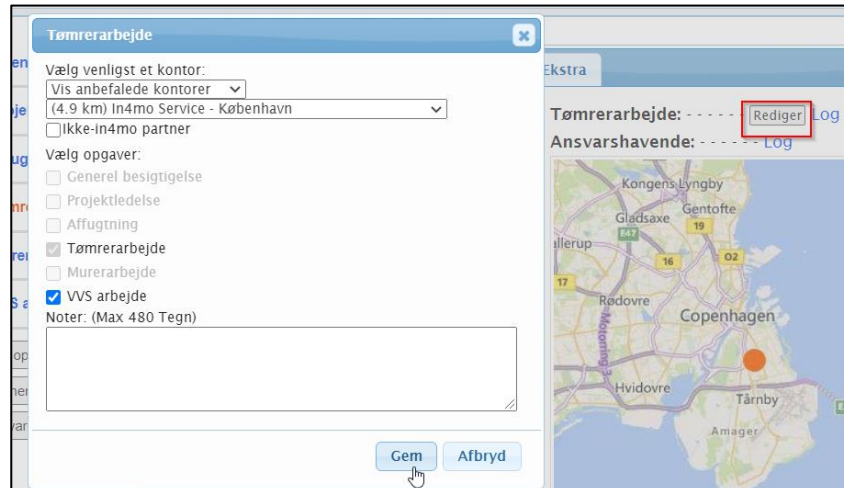 Tømrerarbejde
Vælg venligst et kontor:
Vis anbefalede kontorer
(4.9 km) In4mo Service - København
Ikke-in4mo partner
Vælg opgaver:
Generel besigtigelse
Projektledelse
Affugtning
Tømrerarbejde
Murerarbejde
VVS arbejde
Noter: (Max 480 Tegn)
Gem
Afbryd
Ekstra
Tømrerarbejde: - - - - - - Rediger Log
Ansvarshavende: - - - - - - Log
Kongens Lyngby
Gladsaxe
Gentofte
E47
19
allerup
16
O2
17
Rødovre
Copenhagen
Motorring 3
Hvidovre
Tårnby
Amager